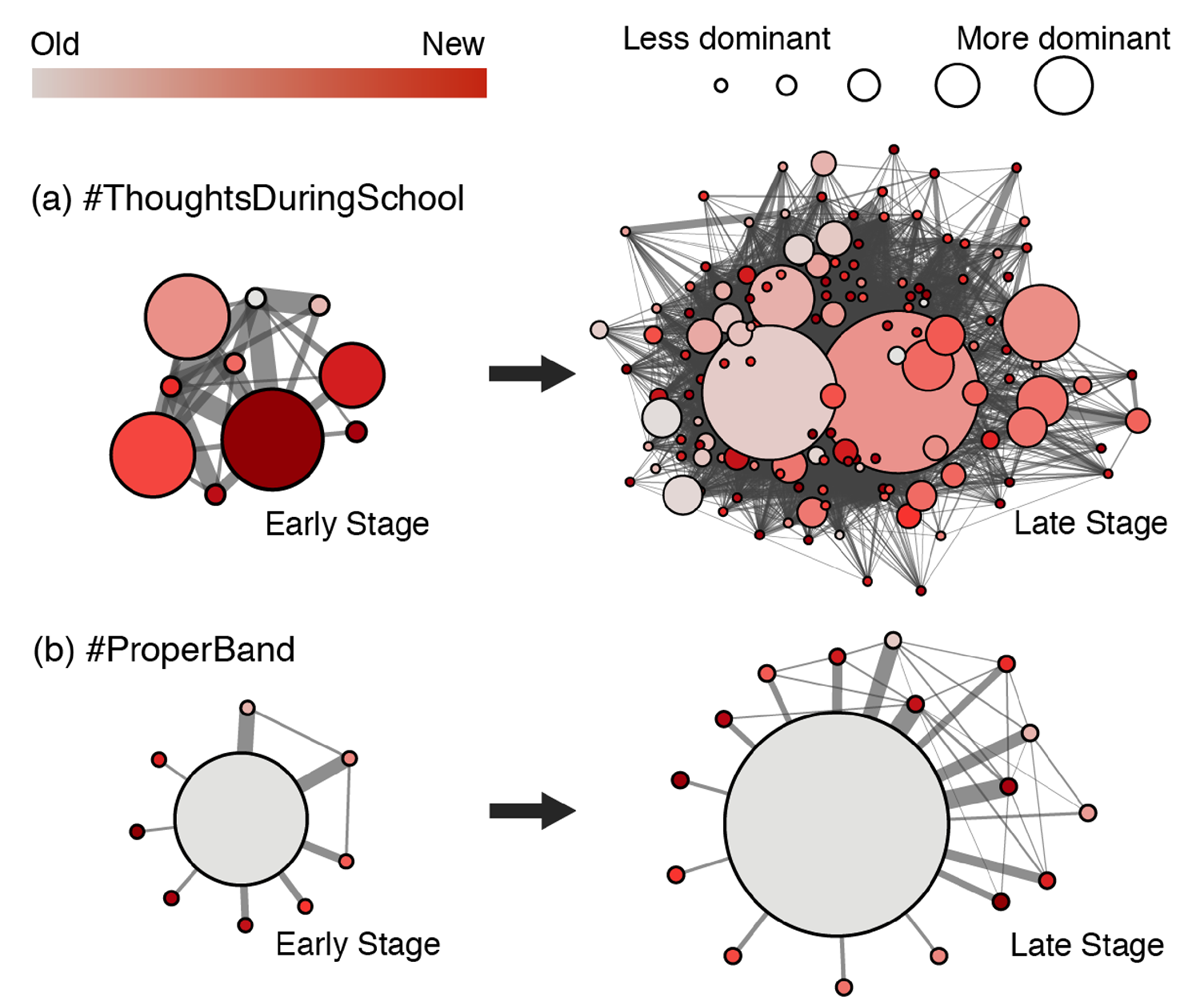 Old New
Less dominant More dominant
(a) #ThoughtsDuringSchool
Early Stage
Late Stage
(b) #ProperBand
Early Stage
Late Stage